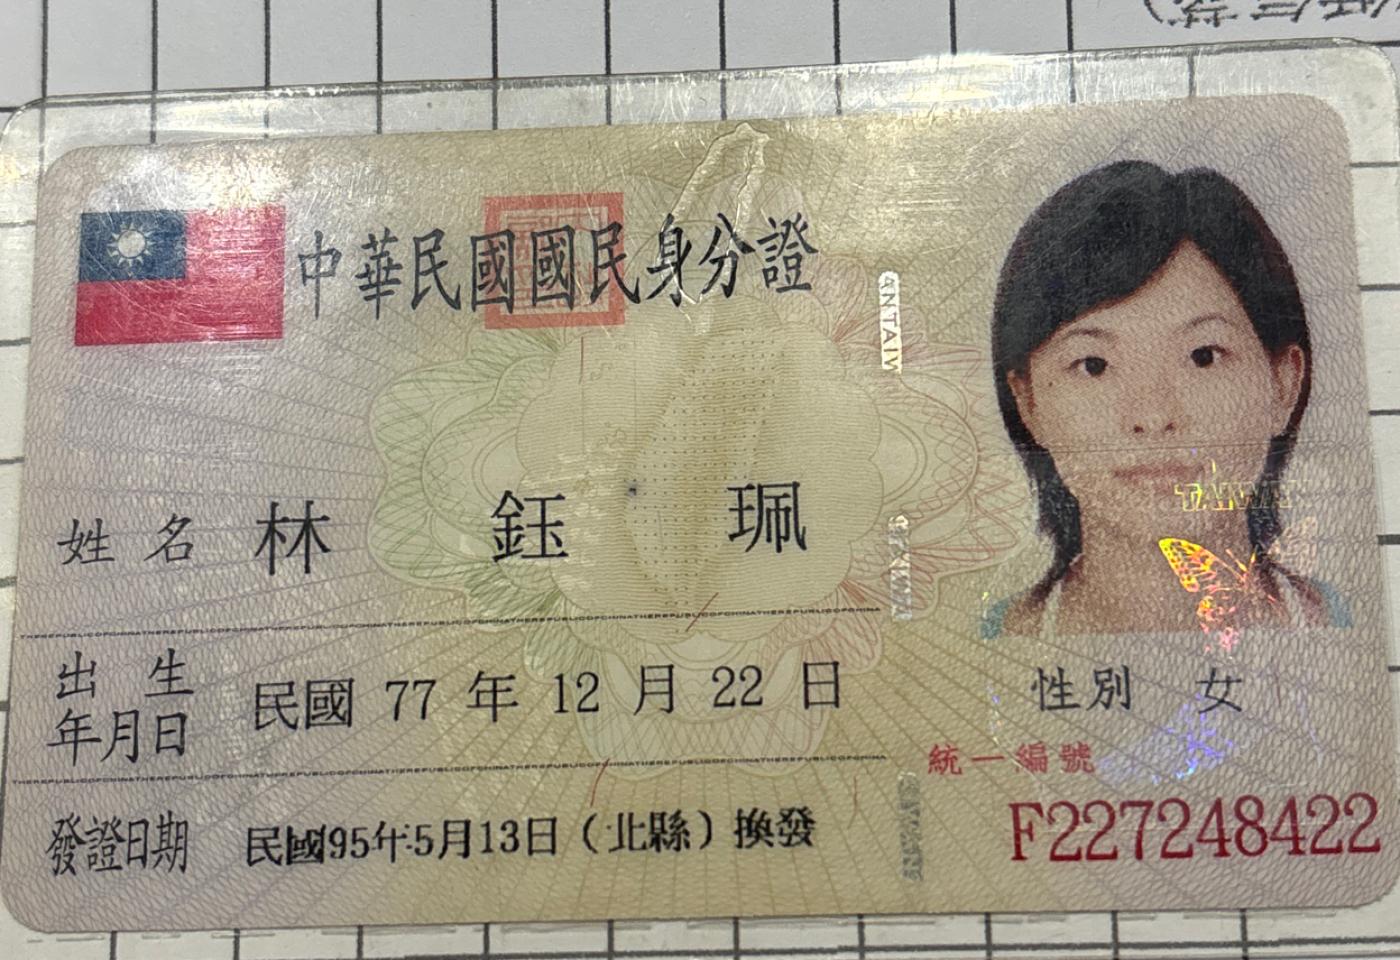 中華民國國民身分證
姓名 林鈺珮
出生年月日 民國 77 年 12 月 22 日
性別 女
統一編號
F227248422
發證日期 民國95年5月13日（北縣）換發
TAIWAN